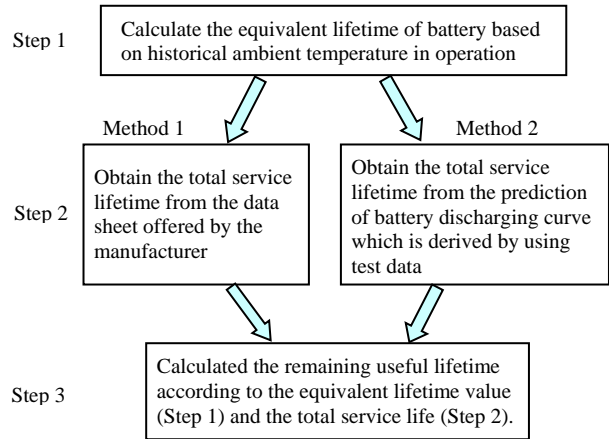 Calculate the equivalent lifetime of battery based
on historical ambient temperature in operation
Step 1
Method 1
Method 2
Obtain the total service
lifetime from the data
sheet offered by the
manufacturer
Step 2
Obtain the total service
lifetime from the prediction
of battery discharging curve
which is derived by using
test data
Calculated the remaining useful lifetime
according to the equivalent lifetime value
(Step 1) and the total service life (Step 2).
Step 3